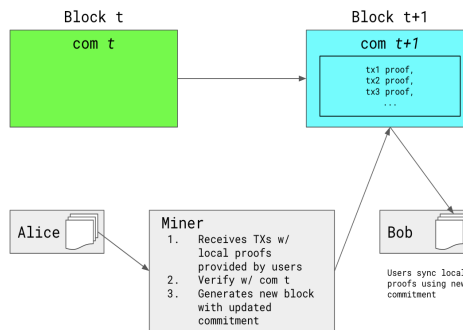 Block t
Block t+1
com t
com t+1
tx1 proof,
tx2 proof,
tx3 proof,
...
Alice
Miner
1. Receives TXs w/
local proofs
provided by users
2. Verify w/ com t
3. Generates new block
with updated
commitment
Bob
Users sync local
proofs using new
commitment